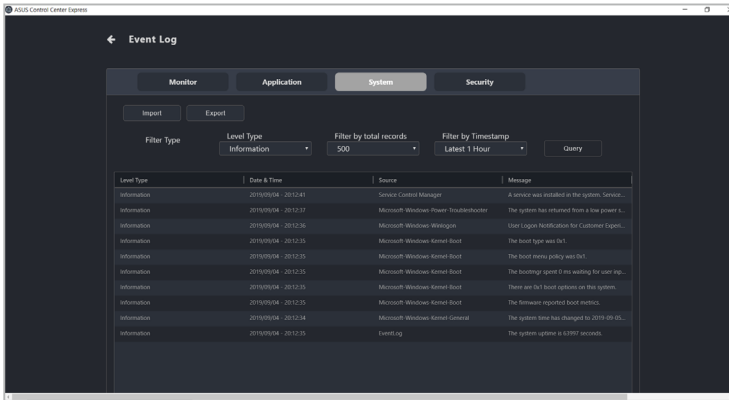 ASUS Control Center Express
Event Log
Monitor Application System Security
Import Export
Filter Type Level Type Filter by total records Filter by Timestamp
Information 500 Latest 1 Hour Query
Level Type Date & Time Source Message
Information 2019/09/04 - 20:12:41 Service Control Manager A service was installed in the system. Service...
Information 2019/09/04 - 20:12:37 Microsoft-Windows-Power-Troubleshooter The system has returned from a low power s...
Information 2019/09/04 - 20:12:36 Microsoft-Windows-Winlogon User Logon Notification for Customer Experi...
Information 2019/09/04 - 20:12:35 Microsoft-Windows-Kernel-Boot The boot type was 0x1.
Information 2019/09/04 - 20:12:35 Microsoft-Windows-Kernel-Boot The boot menu policy was 0x1.
Information 2019/09/04 - 20:12:35 Microsoft-Windows-Kernel-Boot The bootmgr spent 0 ms waiting for user inp...
Information 2019/09/04 - 20:12:35 Microsoft-Windows-Kernel-Boot There are 0x1 boot options on this system.
Information 2019/09/04 - 20:12:35 Microsoft-Windows-Kernel-Boot The firmware reported boot metrics.
Information 2019/09/04 - 20:12:34 Microsoft-Windows-Kernel-General The system time has changed to 2019-09-05...
Information 2019/09/04 - 20:12:35 EventLog The system uptime is 63997 seconds.